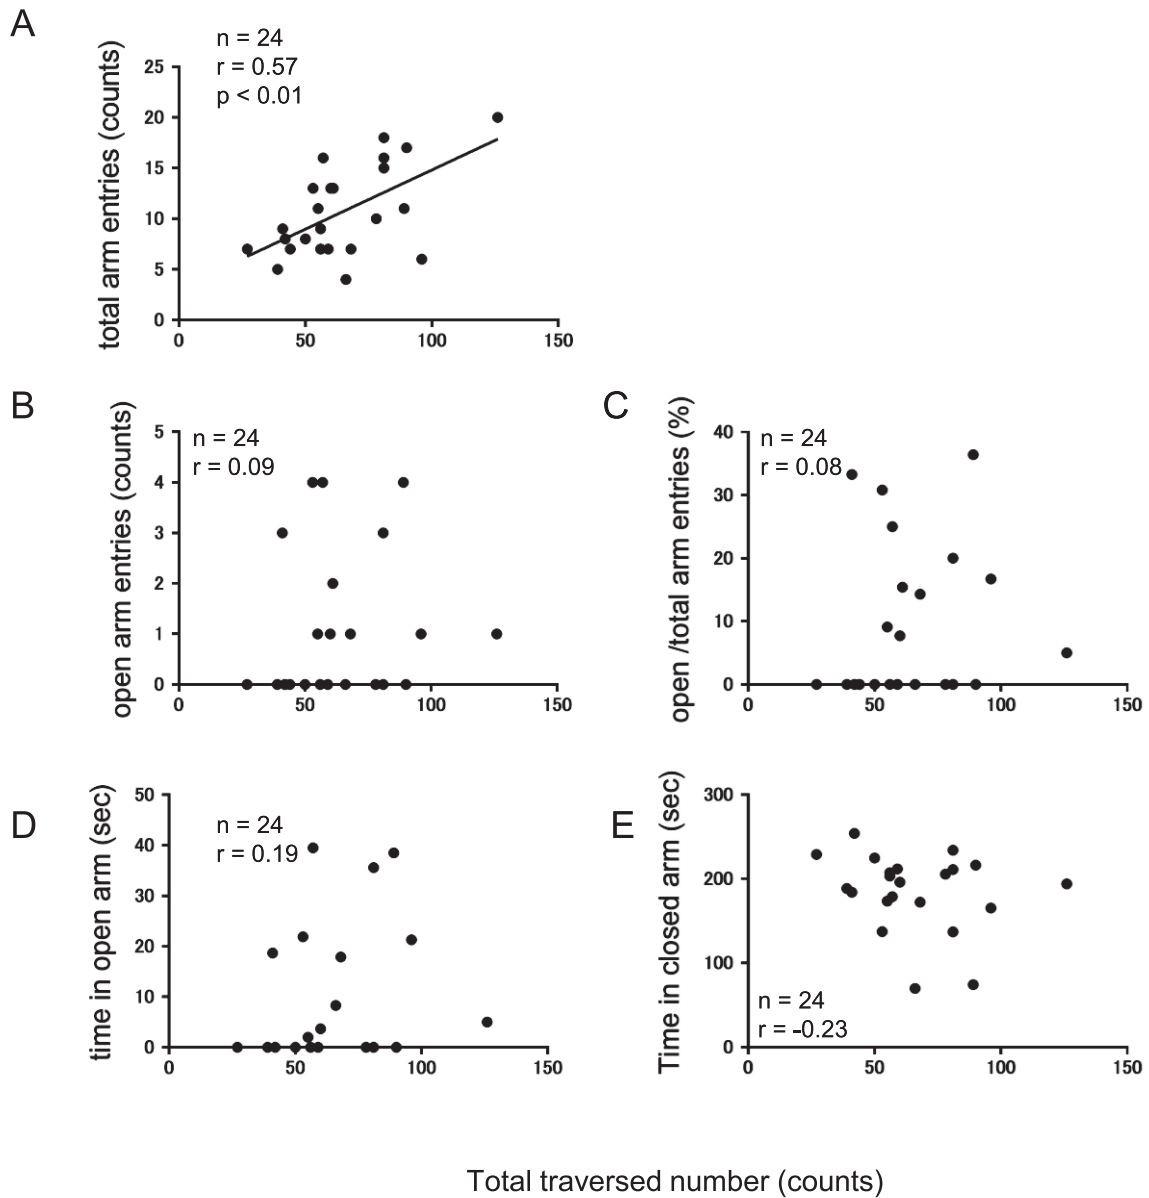 A
n = 24
r = 0.57
p < 0.01
total arm entries (counts)
25
20
15
10
5
0
0 50 100 150
B
n = 24
r = 0.09
open arm entries (counts)
5
4
3
2
1
0
0 50 100 150
C
n = 24
r = 0.08
open /total arm entries (%)
40
30
20
10
0
0 50 100 150
D
n = 24
r = 0.19
time in open arm (sec)
50
40
30
20
10
0
0 50 100 150
E
n = 24
r = -0.23
Time in closed arm (sec)
300
200
100
0
0 50 100 150
Total traversed number (counts)